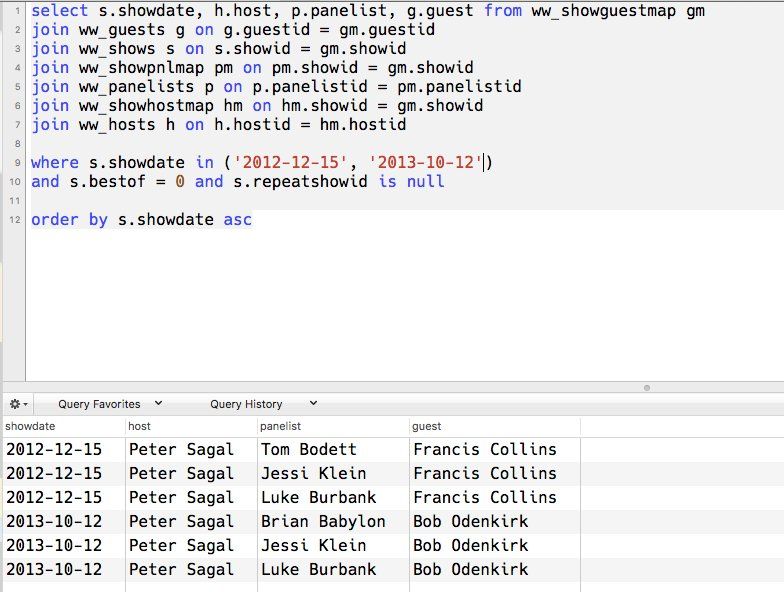 1 select s.showdate, h.host, p.panelist, g.guest from ww_showguestmap gm
2 join ww_guests g on g.guestid = gm.guestid
3 join ww_shows s on s.showid = gm.showid
4 join ww_showpnlmap pm on pm.showid = gm.showid
5 join ww_panelists p on p.panelistid = pm.panelistid
6 join ww_showhostmap hm on hm.showid = gm.showid
7 join ww_hosts h on h.hostid = hm.hostid
8
9 where s.showdate in ('2012-12-15', '2013-10-12')
10 and s.bestof = 0 and s.repeatshowid is null
11
12 order by s.showdate asc
Query Favorites Query History
showdate host panelist guest
2012-12-15 Peter Sagal Tom Bodett Francis Collins
2012-12-15 Peter Sagal Jessi Klein Francis Collins
2012-12-15 Peter Sagal Luke Burbank Francis Collins
2013-10-12 Peter Sagal Brian Babylon Bob Odenkirk
2013-10-12 Peter Sagal Jessi Klein Bob Odenkirk
2013-10-12 Peter Sagal Luke Burbank Bob Odenkirk